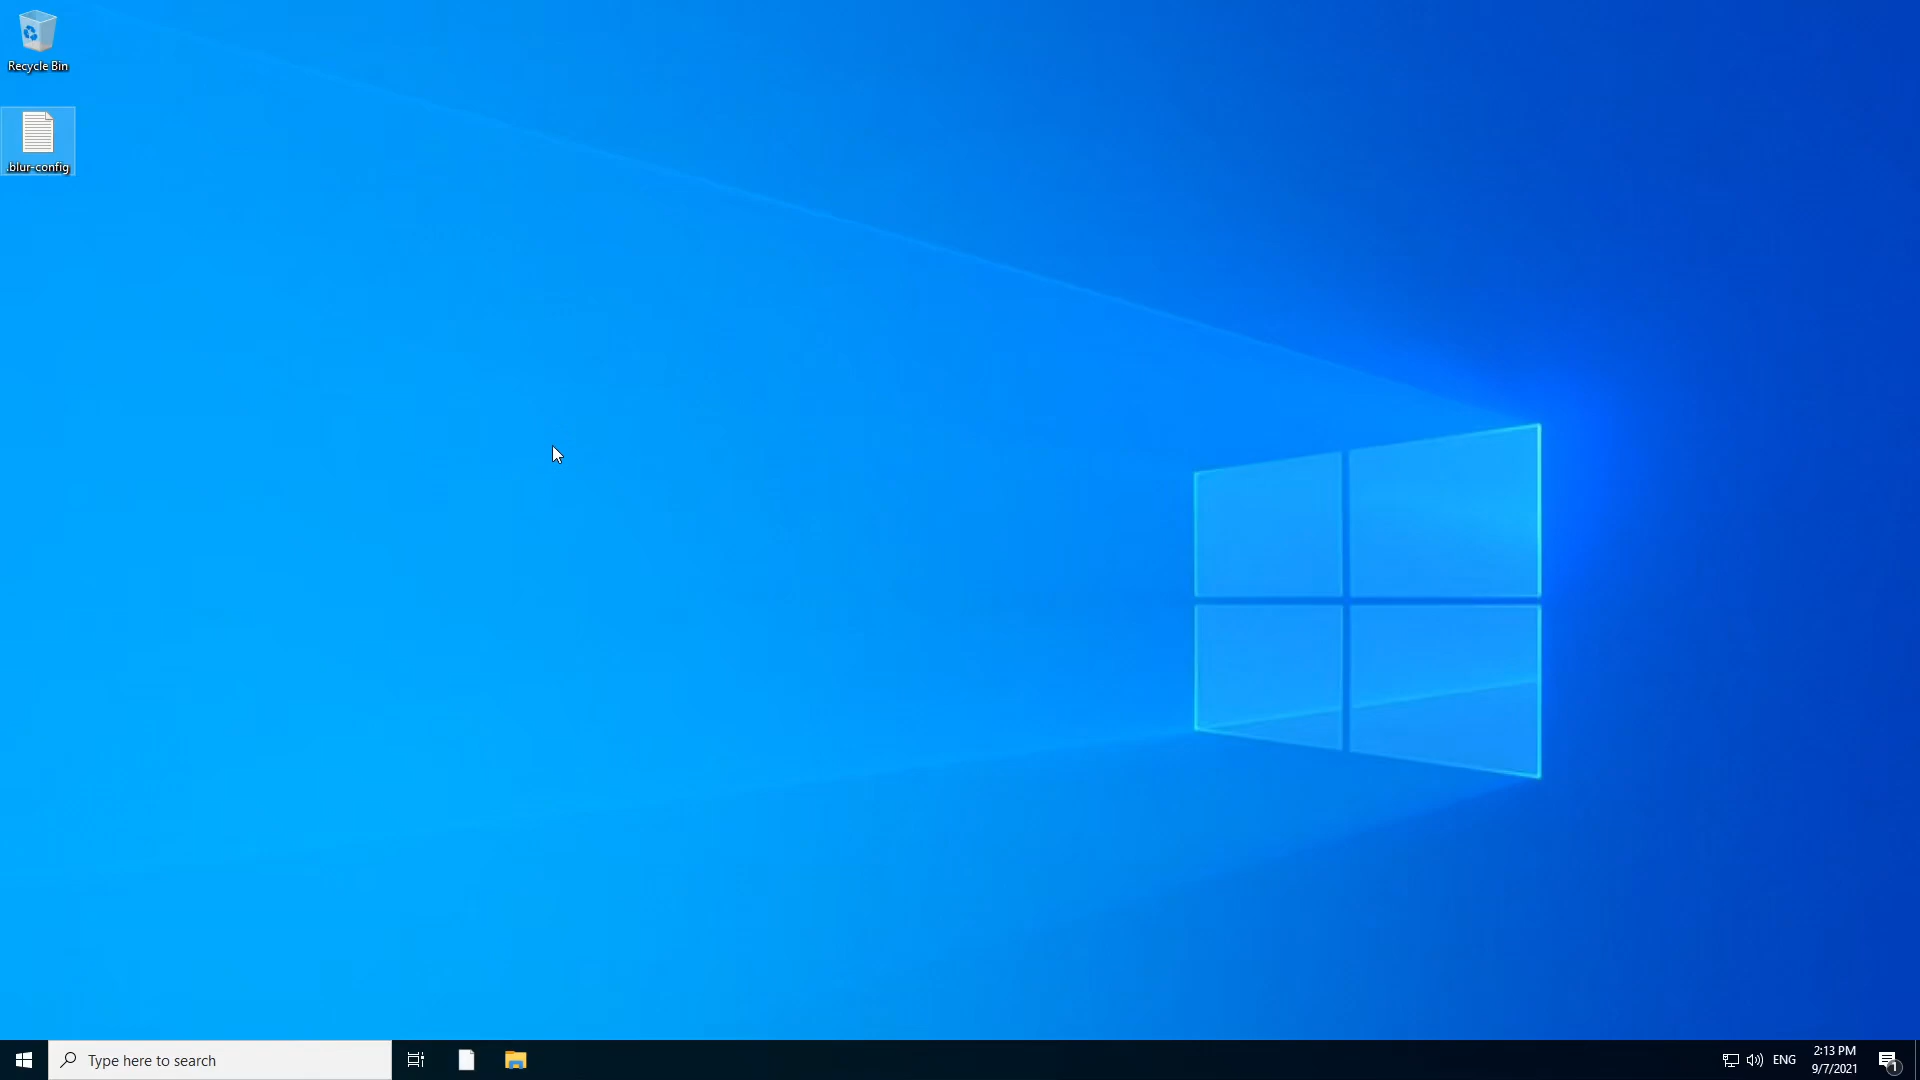 Recycle Bin
.blur-config
Type here to search
ENG
2:13 PM
9/7/2021
1